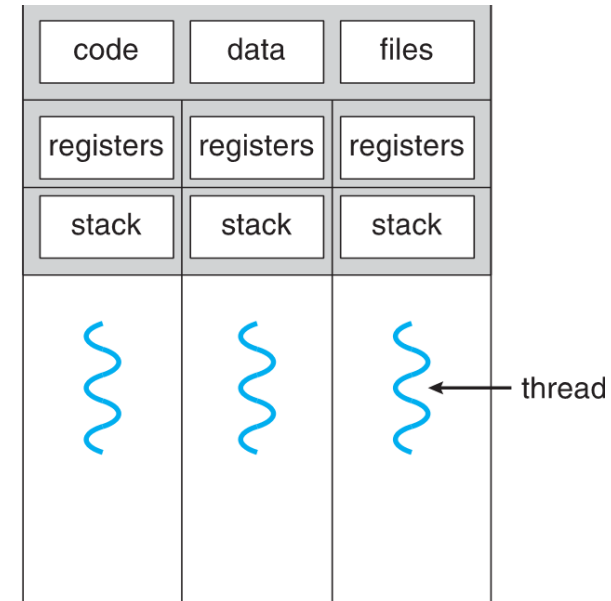 code data files
registers registers registers
stack stack stack
thread